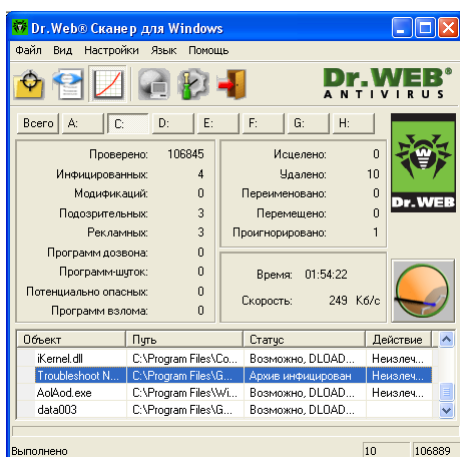 Dr.Web® Сканер для Windows
Файл Вид Настройки Язык Помощь
Dr.WEB®
ANTIVIRUS
Всего A: C: D: E: F: G: H:
Проверено: 106845
Инфицированных: 4
Модификаций: 0
Подозрительных: 3
Рекламных: 3
Программ дозвона: 0
Программ-шуток: 0
Потенциально опасных: 0
Программ взлома: 0
Исцелено: 0
Удалено: 10
Переименовано: 0
Перемещено: 0
Проигнорировано: 1
Время: 01:54:22
Скорость: 249 Кб/с
Dr.WEB
Объект Путь Статус Действие
iKernel.dll C:\Program Files\Co... Возможно, DLOAD... Неизлеч...
Troubleshoot N... C:\Program Files\G... Архив инфицирован Неизлеч...
AolAod.exe C:\Program Files\Wi... Возможно, DLOAD... Неизлеч...
data003 C:\Program Files\G... Возможно, DLOAD...
Выполнено 10 106889